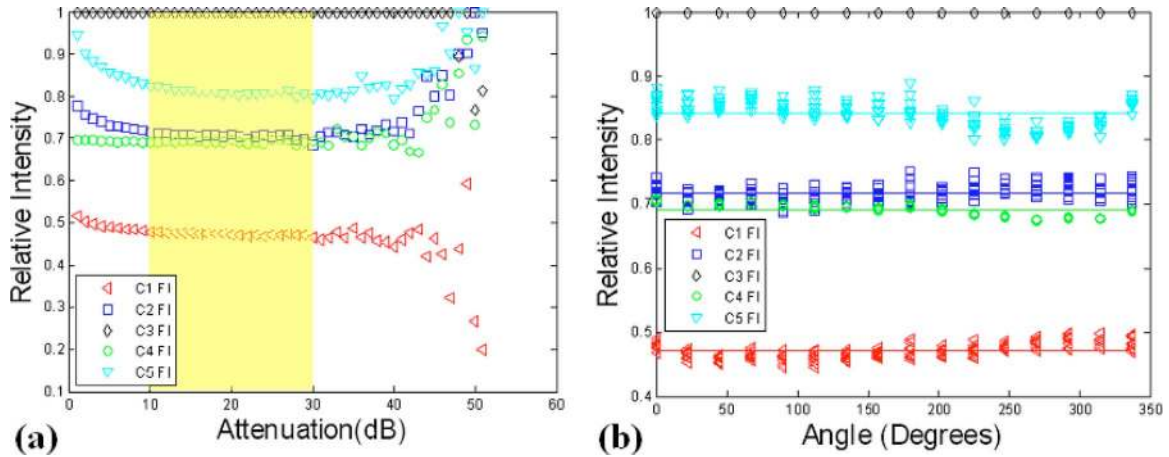 1
0.9
0.8
0.7
0.6
0.5
0.4
0.3
0.2
0.1
Relative Intensity
C1 FI
C2 FI
C3 FI
C4 FI
C5 FI
0 10 20 30 40 50 60
Attenuation(dB)
(a)
1
0.9
0.8
0.7
0.6
0.5
0.4
Relative Intensity
C1 FI
C2 FI
C3 FI
C4 FI
C5 FI
0 50 100 150 200 250 300 350
Angle (Degrees)
(b)